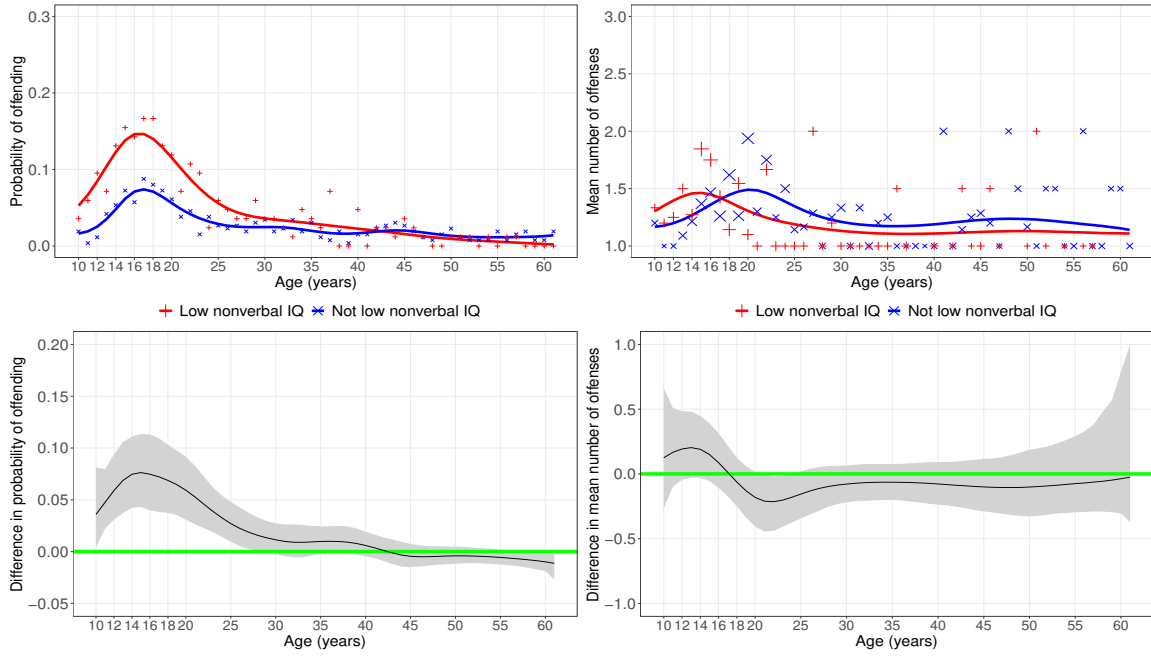 Probability of offending
0.3
0.2
0.1
0.0
10 12 14 16 18 20 25 30 35 40 45 50 55 60
Age (years)
Mean number of offenses
3.0
2.5
2.0
1.5
1.0
10 12 14 16 18 20 25 30 35 40 45 50 55 60
Age (years)
Low nonverbal IQ Not low nonverbal IQ
Low nonverbal IQ Not low nonverbal IQ
Difference in probability of offending
0.20
0.15
0.10
0.05
0.00
−0.05
10 12 14 16 18 20 25 30 35 40 45 50 55 60
Age (years)
Difference in mean number of offenses
1.0
0.5
0.0
−0.5
−1.0
10 12 14 16 18 20 25 30 35 40 45 50 55 60
Age (years)